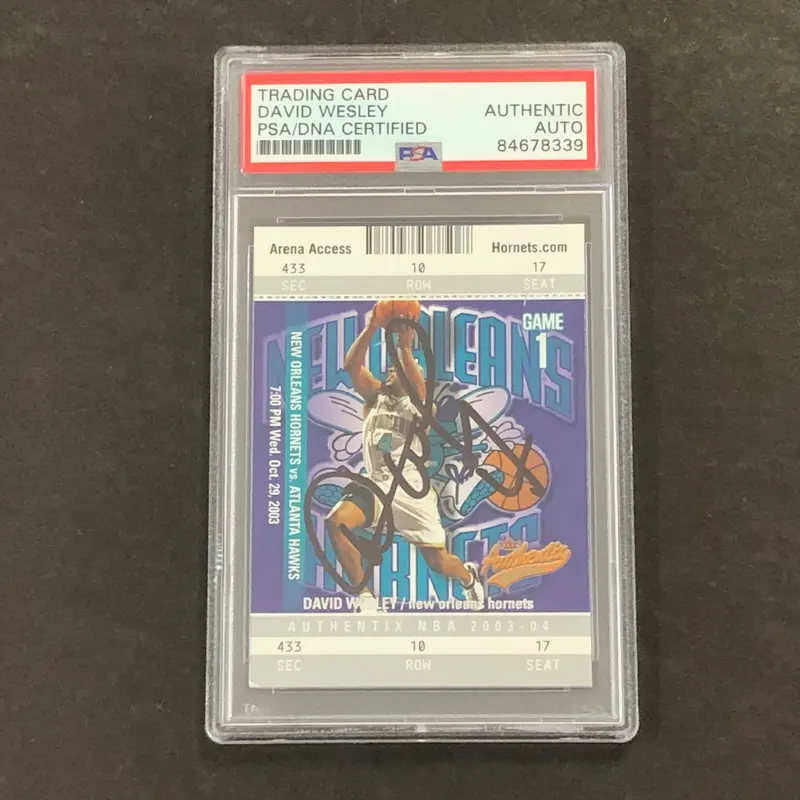 TRADING CARD
DAVID WESLEY
PSA/DNA CERTIFIED
AUTHENTIC
AUTO
84678339
PSA
Arena Access
Hornets.com
433 10 17
SEC ROW SEAT
GAME
1
NEW ORLEANS
HORNETS
NEW ORLEANS HORNETS vs. ATLANTA HAWKS
7:00 PM Wed. Oct. 29, 2003
4
Authentix
DAVID WESLEY / new orleans hornets
AUTHENTIX NBA 2003-04
433 10 17
SEC ROW SEAT